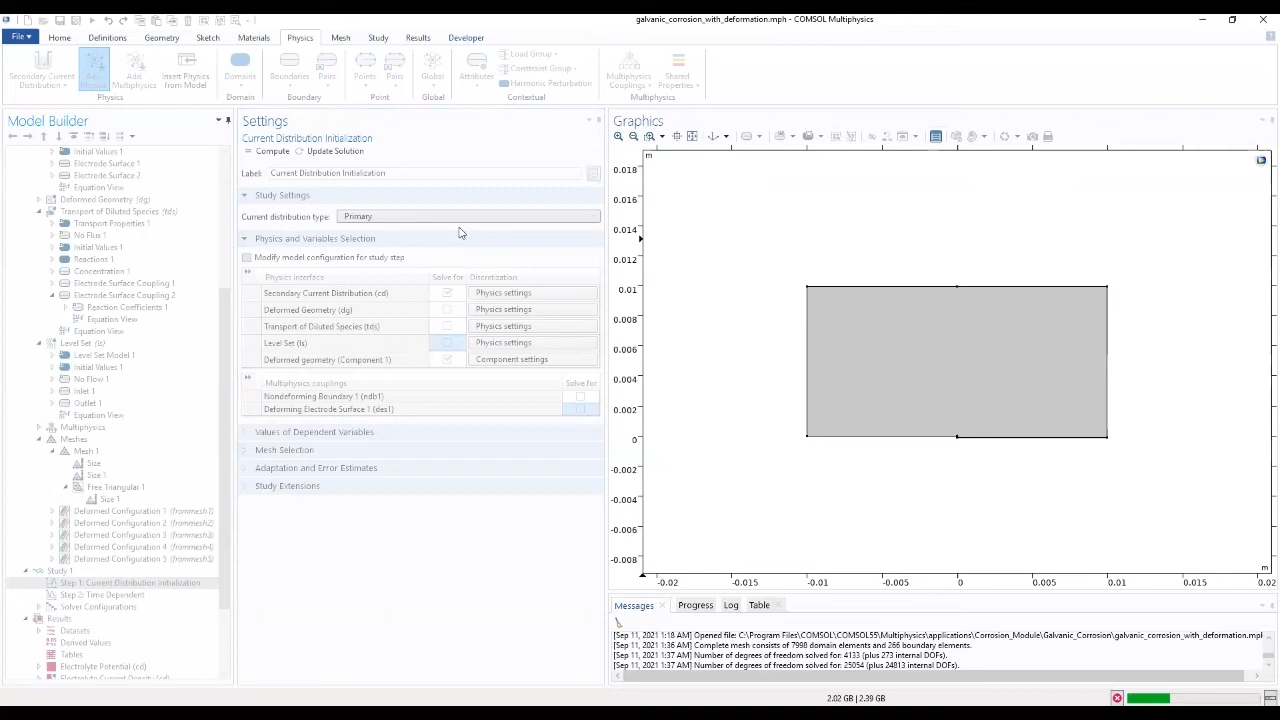 galvanic_corrosion_with_deformation.mph - COMSOL Multiphysics
File
Home
Definitions
Geometry
Sketch
Materials
Physics
Mesh
Study
Results
Developer
Secondary Current
Distribution
Add
Physics
Add
Multiphysics
Insert Physics
from Model
Domains
Boundaries
Pairs
Points
Pairs
Global
Attributes
Load Group
Constraint Group
Harmonic Perturbation
Multiphysics
Couplings
Shared
Properties
Physics
Domain
Boundary
Point
Global
Contextual
Multiphysics
Model Builder
Initial Values 1
Electrode Surface 1
Electrode Surface 2
Equation View
Deformed Geometry (dg)
Transport of Diluted Species (tds)
Transport Properties 1
No Flux 1
Initial Values 1
Reactions 1
Concentration 1
Electrode Surface Coupling 1
Electrode Surface Coupling 2
Reaction Coefficients 1
Equation View
Equation View
Level Set (ls)
Level Set Model 1
Initial Values 1
No Flow 1
Inlet 1
Outlet 1
Equation View
Multiphysics
Meshes
Mesh 1
Size
Size 1
Free Triangular 1
Size 1
Deformed Configuration 1 (frommesh1)
Deformed Configuration 2 (frommesh2)
Deformed Configuration 3 (frommesh3)
Deformed Configuration 4 (frommesh4)
Deformed Configuration 5 (frommesh5)
Study 1
Step 1: Current Distribution Initialization
Step 2: Time Dependent
Solver Configurations
Results
Datasets
Derived Values
Tables
Electrolyte Potential (cd)
Electrolyte Current Density (cd)
Settings
Current Distribution Initialization
= Compute
Update Solution
Label: Current Distribution Initialization
Study Settings
Current distribution type: Primary
Physics and Variables Selection
Modify model configuration for study step
Physics interface Solve for Discretization
Secondary Current Distribution (cd) Physics settings
Deformed Geometry (dg) Physics settings
Transport of Diluted Species (tds) Physics settings
Level Set (ls) Physics settings
Deformed geometry (Component 1) Component settings
Multiphysics couplings Solve for
Nondeforming Boundary 1 (ndb1)
Deforming Electrode Surface 1 (des1)
Values of Dependent Variables
Mesh Selection
Adaptation and Error Estimates
Study Extensions
Graphics
m
0.018
0.016
0.014
0.012
0.01
0.008
0.006
0.004
0.002
0
-0.002
-0.004
-0.006
-0.008
m
-0.02 -0.015 -0.01 -0.005 0 0.005 0.01 0.015 0.02
Messages
Progress
Log
Table
[Sep 11, 2021 1:18 AM] Opened file: C:\Program Files\COMSOL\COMSOL55\Multiphysics\applications\Corrosion_Module\Galvanic_Corrosion\galvanic_corrosion_with_deformation.mpl
[Sep 11, 2021 1:36 AM] Complete mesh consists of 7998 domain elements and 266 boundary elements.
[Sep 11, 2021 1:37 AM] Number of degrees of freedom solved for: 4133 (plus 273 internal DOFs).
[Sep 11, 2021 1:37 AM] Number of degrees of freedom solved for: 25054 (plus 24813 internal DOFs).
2.02 GB | 2.39 GB